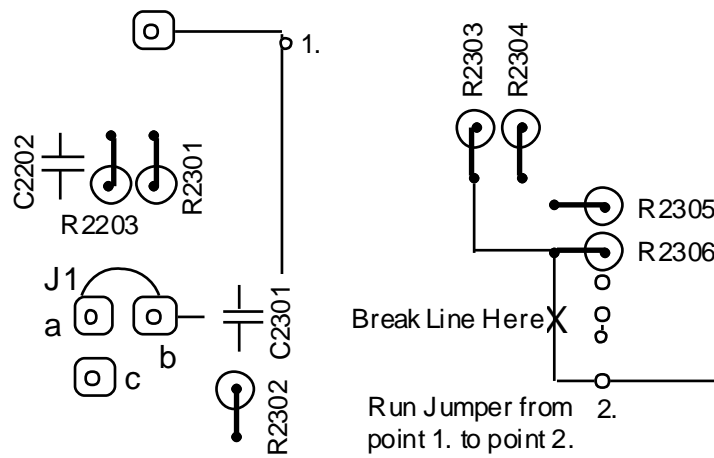 1.
C2202
R2203
R2301
J1
a
b
c
C2301
R2302
R2303
R2304
R2305
R2306
Break Line Here X
2.
Run Jumper from
point 1. to point 2.